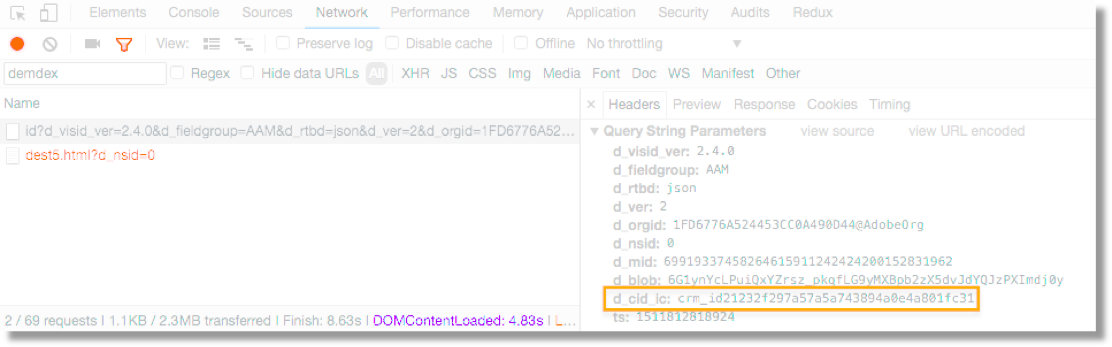 Elements Console Sources Network Performance Memory Application Security Audits Redux
View: Preserve log Disable cache Offline No throttling
demdex Regex Hide data URLs All XHR JS CSS Img Media Font Doc WS Manifest Other
Name
Headers Preview Response Cookies Timing
id?d_visid_ver=2.4.0&d_fieldgroup=AAM&d_rtbd=json&d_ver=2&d_orgid=1FD6776A52...
dest5.html?d_nsid=0
Query String Parameters view source view URL encoded
d_visid_ver: 2.4.0
d_fieldgroup: AAM
d_rtbd: json
d_ver: 2
d_orgid: 1FD6776A524453CC0A490D44@AdobeOrg
d_nsid: 0
d_mid: 69919337458264615911242424200152831962
d_blob: 6G1ynYcLPuiQxYZrsz_pkqfLG9yMXBpb2zX5dvJdYQJzPXImdj0y
d_cid_ic: crm_id21232f297a57a5a743894a0e4a801fc31
ts: 1511812818924
2 / 69 requests | 1.1KB / 2.3MB transferred | Finish: 8.63s | DOMContentLoaded: 4.83s | L...